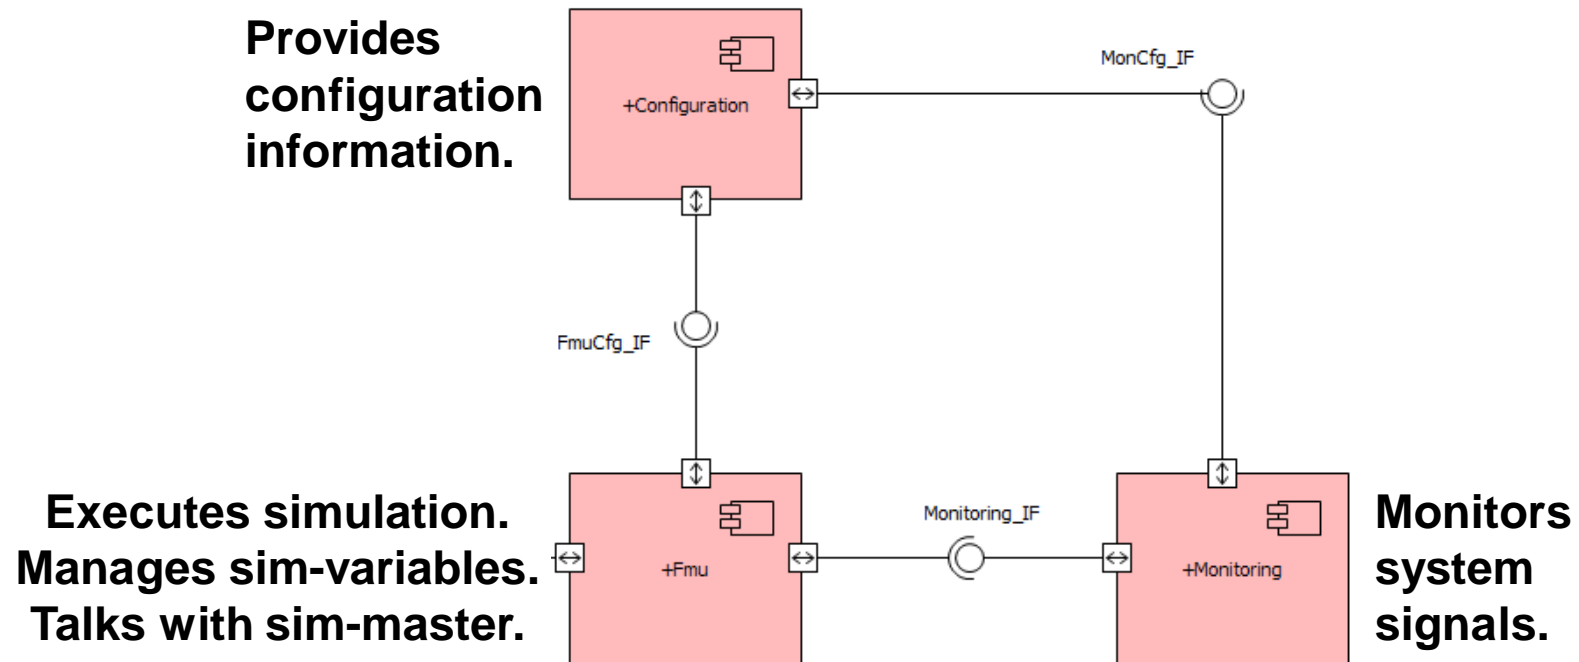 Provides
configuration
information.
+Configuration
MonCfg_IF
FmuCfg_IF
Executes simulation.
Manages sim-variables.
Talks with sim-master.
+Fmu
Monitoring_IF
+Monitoring
Monitors
system
signals.